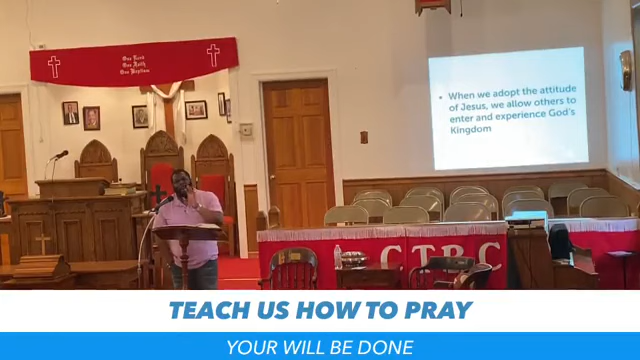 One Lord
One Faith
One Baptism
• When we adopt the attitude
of Jesus, we allow others to
enter and experience God's
Kingdom
C T B C
TEACH US HOW TO PRAY
YOUR WILL BE DONE